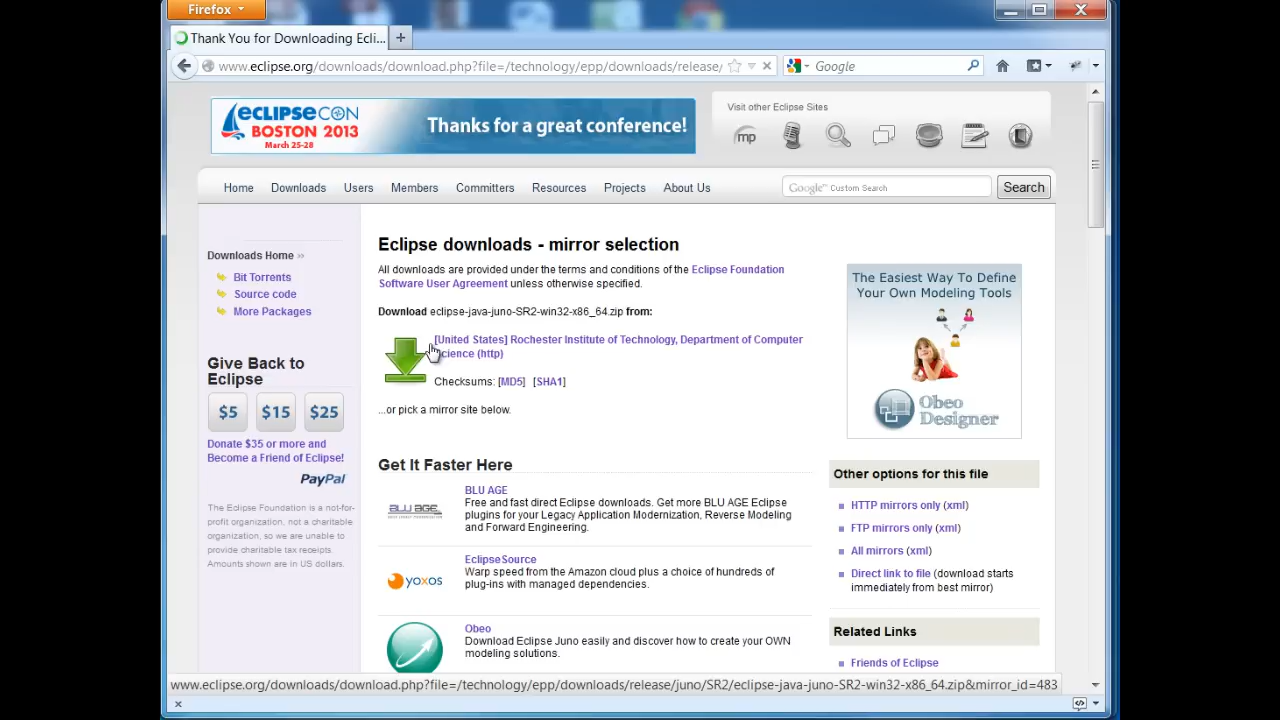 Firefox
Thank You for Downloading Ecli...
www.eclipse.org/downloads/download.php?file=/technology/epp/downloads/release/
Google
eclipsecon
BOSTON 2013
March 25-28
Thanks for a great conference!
Visit other Eclipse Sites
mp
Home Downloads Users Members Committers Resources Projects About Us
Google™ Custom Search
Search
Downloads Home
Bit Torrents
Source code
More Packages
Give Back to
Eclipse
$5 $15 $25
Donate $35 or more and
Become a Friend of Eclipse!
PayPal
The Eclipse Foundation is a not-for-
profit organization, not a charitable
organization, so we are unable to
provide charitable tax receipts.
Amounts shown are in US dollars.
Eclipse downloads - mirror selection
All downloads are provided under the terms and conditions of the Eclipse Foundation
Software User Agreement unless otherwise specified.
Download eclipse-java-juno-SR2-win32-x86_64.zip from:
[United States] Rochester Institute of Technology, Department of Computer
Science (http)
Checksums: [MD5] [SHA1]
...or pick a mirror site below.
Get It Faster Here
BLU AGE
BLU AGE
Free and fast direct Eclipse downloads. Get more BLU AGE Eclipse
plugins for your Legacy Application Modernization, Reverse Modeling
and Forward Engineering.
yoxos
EclipseSource
Warp speed from the Amazon cloud plus a choice of hundreds of
plug-ins with managed dependencies.
Obeo
Download Eclipse Juno easily and discover how to create your OWN
modeling solutions.
The Easiest Way To Define
Your Own Modeling Tools
Obeo
Designer
Other options for this file
HTTP mirrors only (xml)
FTP mirrors only (xml)
All mirrors (xml)
Direct link to file (download starts
immediately from best mirror)
Related Links
Friends of Eclipse
www.eclipse.org/downloads/download.php?file=/technology/epp/downloads/release/juno/SR2/eclipse-java-juno-SR2-win32-x86_64.zip&mirror_id=483